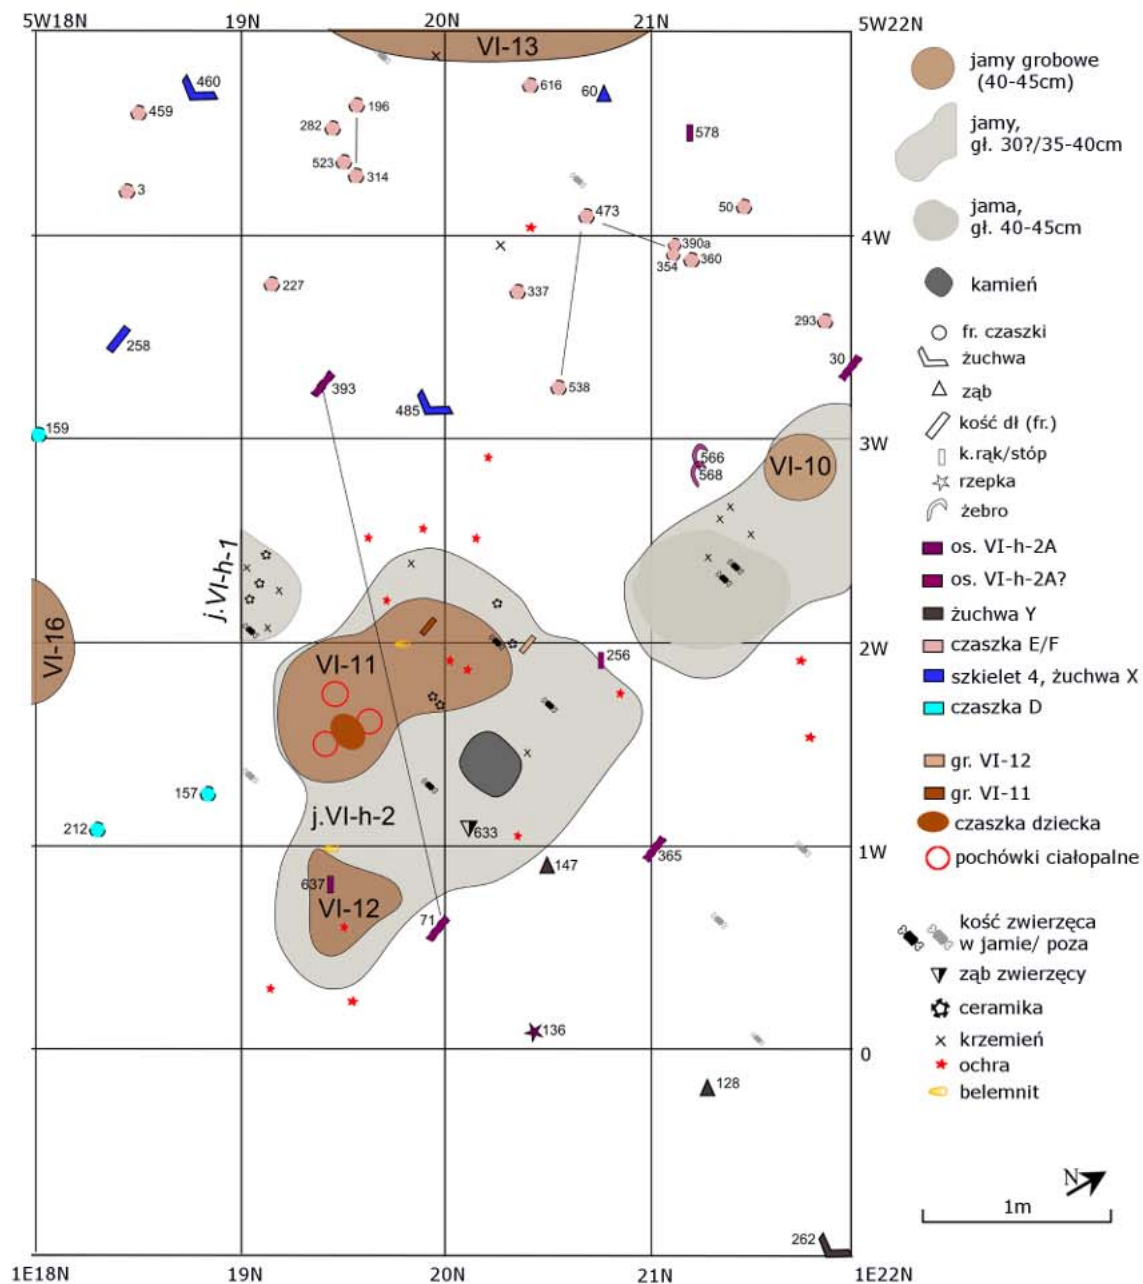 5W18N 19N 20N 21N 5W22N
VI-13
460
459
616
60
196
282
523
314
578
3
473
50
4W
390a
354
360
227
337
293
258
30
393
485
538
159
3W
566
568
VI-10
j.VI-h-1
VI-16
2W
VI-11
256
157
j.VI-h-2
212
633
1W
147
365
637
VI-12
71
136
0
128
262
1E18N 19N 20N 21N 1E22N
jamy grobowe
(40-45cm)
jamy,
gł. 30?/35-40cm
jama,
gł. 40-45cm
kamień
fr. czaszki
żuchwa
ząb
kość dł (fr.)
k.rąk/stóp
rzepka
żebro
os. VI-h-2A
os. VI-h-2A?
żuchwa Y
czaszka E/F
szkielet 4, żuchwa X
czaszka D
gr. VI-12
gr. VI-11
czaszka dziecka
pochówki ciałopalne
kość zwierzęca
w jamie/ poza
ząb zwierzęcy
ceramika
krzemień
ochra
belemnit
N
1m